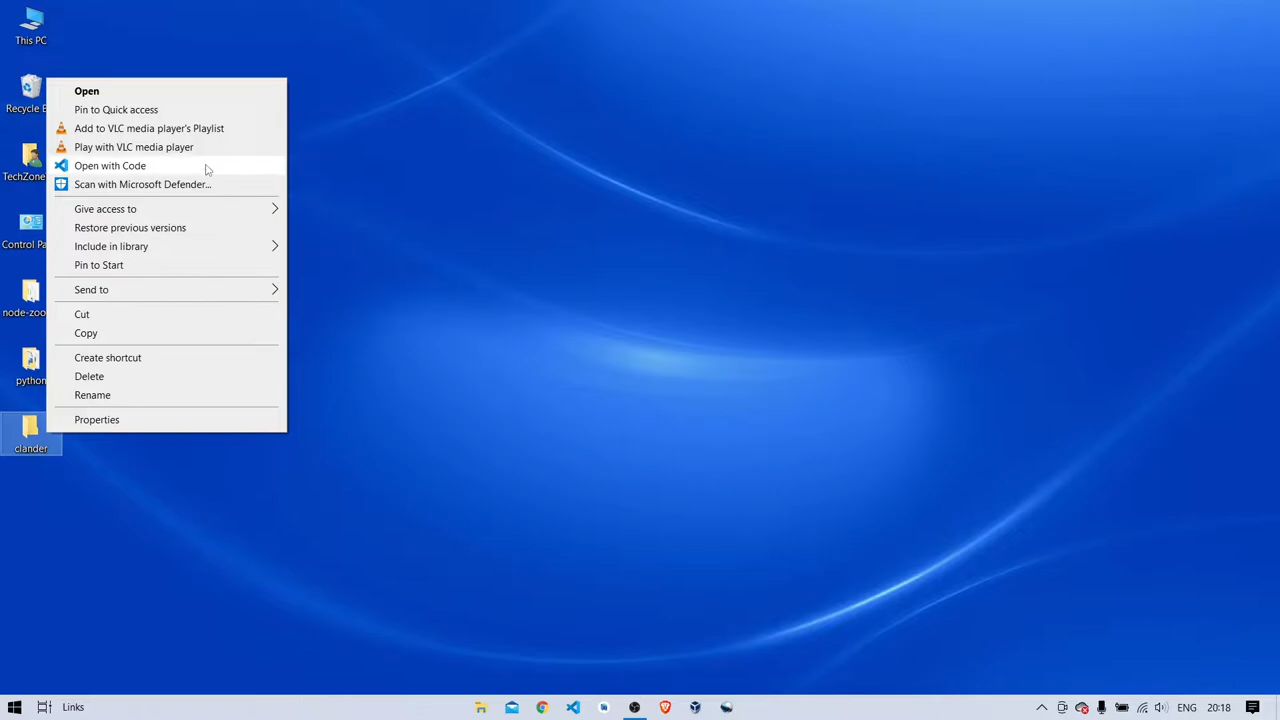 This PC
Recycle B
TechZone
Control Pa
node-zoo
python
clander
Open
Pin to Quick access
Add to VLC media player's Playlist
Play with VLC media player
Open with Code
Scan with Microsoft Defender...
Give access to
Restore previous versions
Include in library
Pin to Start
Send to
Cut
Copy
Create shortcut
Delete
Rename
Properties
Links
ENG
20:18